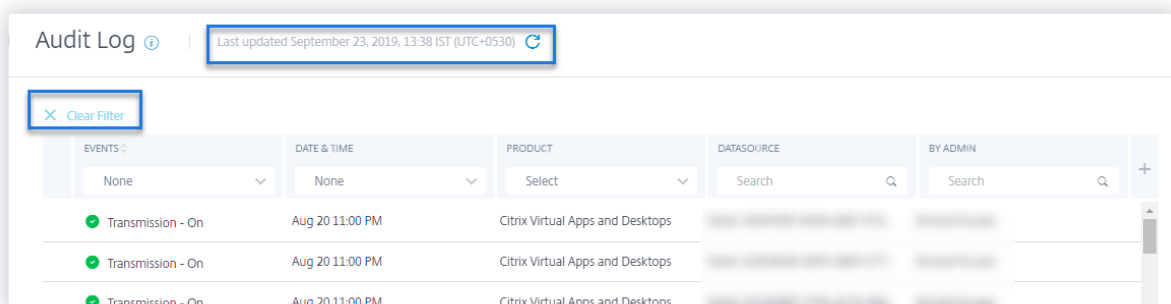 Audit Log
Last updated September 23, 2019, 13:38 IST (UTC+0530)
Clear Filter
EVENTS DATE & TIME PRODUCT DATASOURCE BY ADMIN
None None Select Search Search
Transmission - On Aug 20 11:00 PM Citrix Virtual Apps and Desktops
Transmission - On Aug 20 11:00 PM Citrix Virtual Apps and Desktops
Transmission - On Aug 20 11:00 PM Citrix Virtual Apps and Desktops